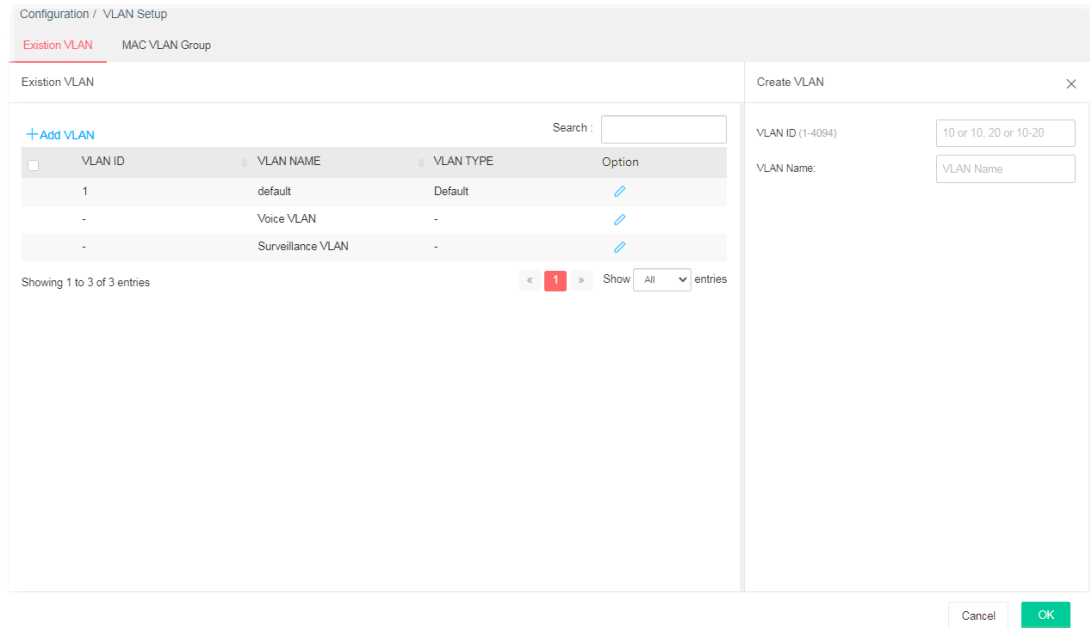 Configuration / VLAN Setup
Existion VLAN MAC VLAN Group
Existion VLAN
+Add VLAN Search :
VLAN ID VLAN NAME VLAN TYPE Option
1 default Default
- Voice VLAN -
- Surveillance VLAN -
Showing 1 to 3 of 3 entries « 1 » Show All entries
Create VLAN ×
VLAN ID (1-4094) 10 or 10, 20 or 10-20
VLAN Name: VLAN Name
Cancel OK